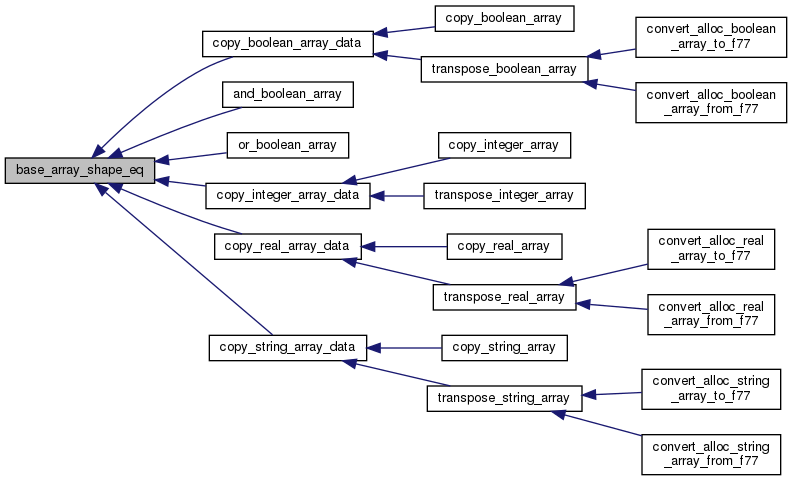 base_array_shape_eq
copy_boolean_array_data
copy_boolean_array
transpose_boolean_array
convert_alloc_boolean
_array_to_f77
convert_alloc_boolean
_array_from_f77
and_boolean_array
or_boolean_array
copy_integer_array_data
copy_integer_array
transpose_integer_array
copy_real_array_data
copy_real_array
transpose_real_array
convert_alloc_real
_array_to_f77
convert_alloc_real
_array_from_f77
copy_string_array_data
copy_string_array
transpose_string_array
convert_alloc_string
_array_to_f77
convert_alloc_string
_array_from_f77